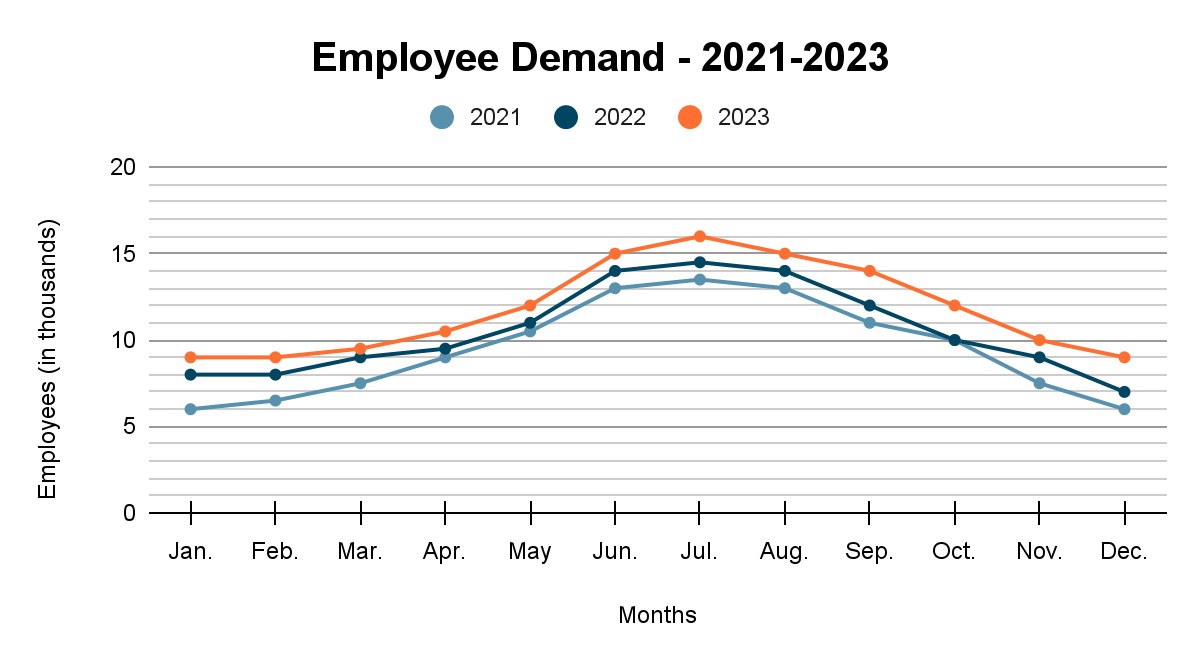 Employee Demand - 2021-2023
2021 2022 2023
Employees (in thousands)
20
15
10
5
0
Jan. Feb. Mar. Apr. May Jun. Jul. Aug. Sep. Oct. Nov. Dec.
Months